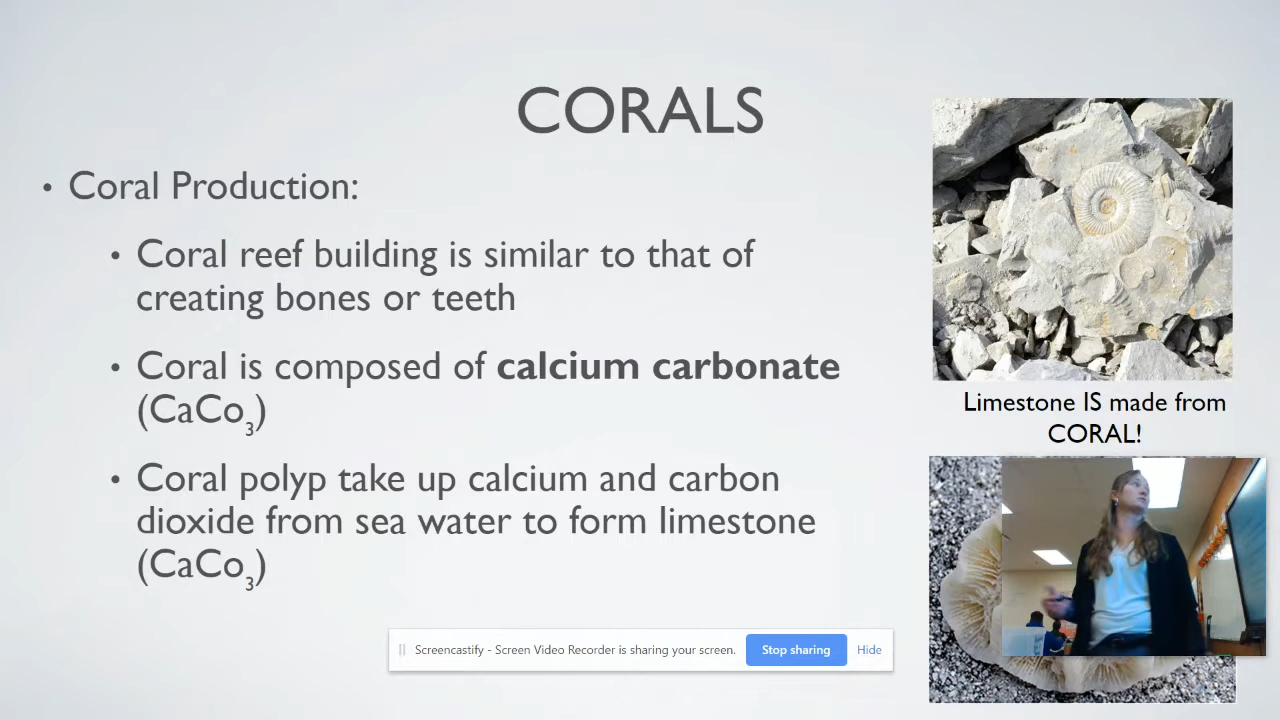 CORALS
• Coral Production:
• Coral reef building is similar to that of
creating bones or teeth
• Coral is composed of calcium carbonate
(CaCo3)
• Coral polyp take up calcium and carbon
dioxide from sea water to form limestone
(CaCo3)
Limestone IS made from
CORAL!
Screencastify - Screen Video Recorder is sharing your screen. Stop sharing Hide